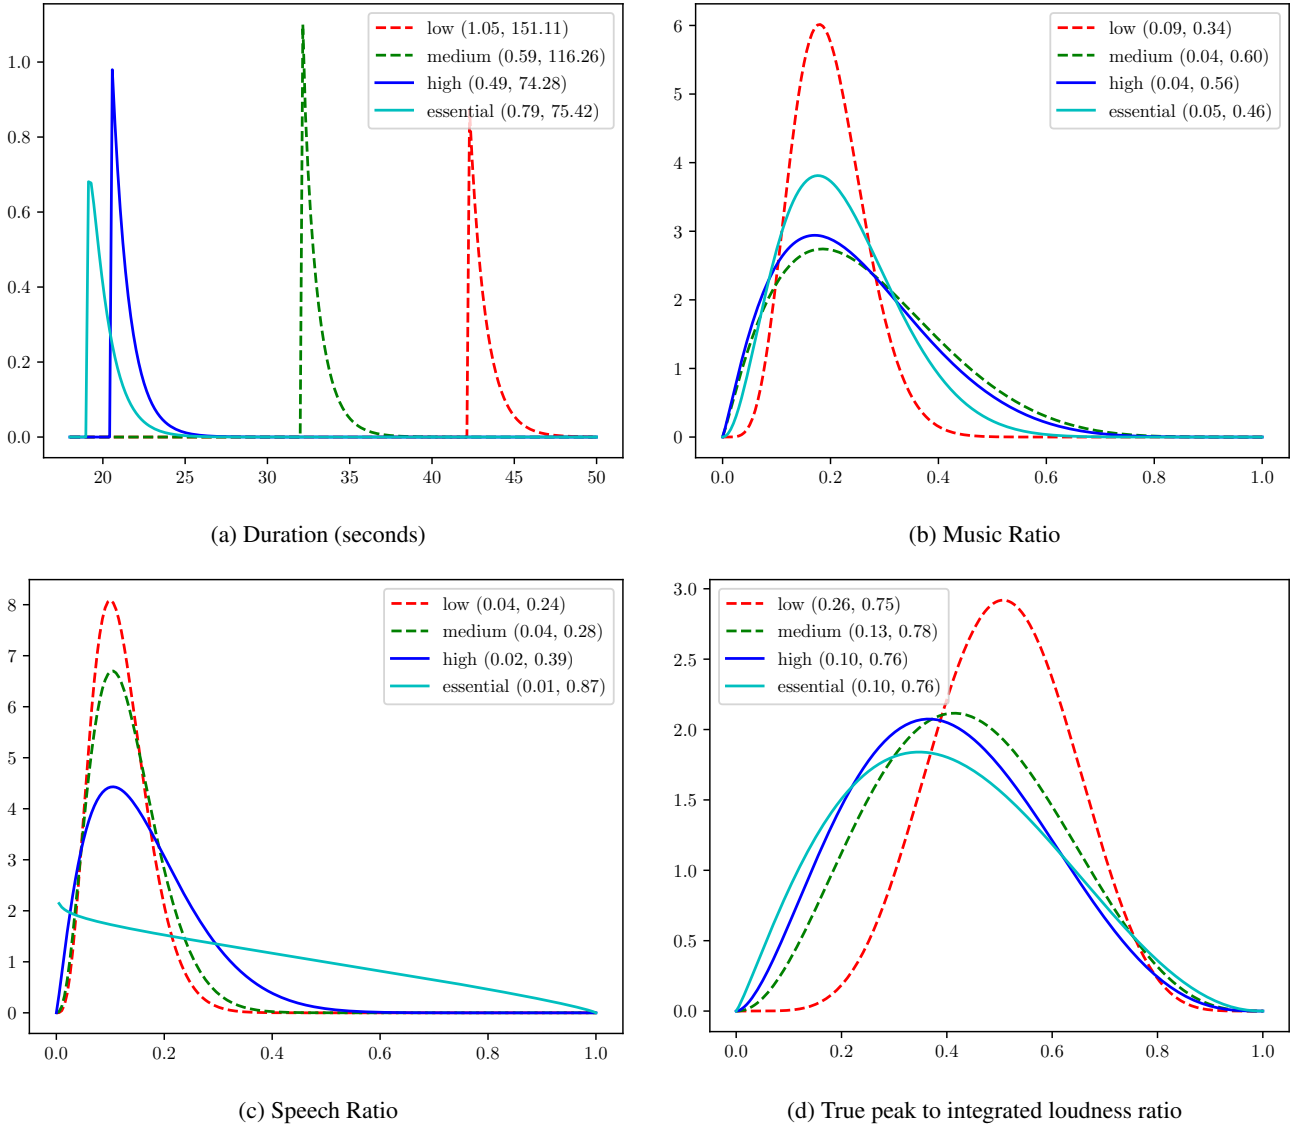 low (1.05, 151.11)
medium (0.59, 116.26)
high (0.49, 74.28)
essential (0.79, 75.42)
1.0
0.8
0.6
0.4
0.2
0.0
20 25 30 35 40 45 50
(a) Duration (seconds)
low (0.09, 0.34)
medium (0.04, 0.60)
high (0.04, 0.56)
essential (0.05, 0.46)
6
5
4
3
2
1
0
0.0 0.2 0.4 0.6 0.8 1.0
(b) Music Ratio
low (0.04, 0.24)
medium (0.04, 0.28)
high (0.02, 0.39)
essential (0.01, 0.87)
8
7
6
5
4
3
2
1
0
0.0 0.2 0.4 0.6 0.8 1.0
(c) Speech Ratio
low (0.26, 0.75)
medium (0.13, 0.78)
high (0.10, 0.76)
essential (0.10, 0.76)
3.0
2.5
2.0
1.5
1.0
0.5
0.0
0.0 0.2 0.4 0.6 0.8 1.0
(d) True peak to integrated loudness ratio